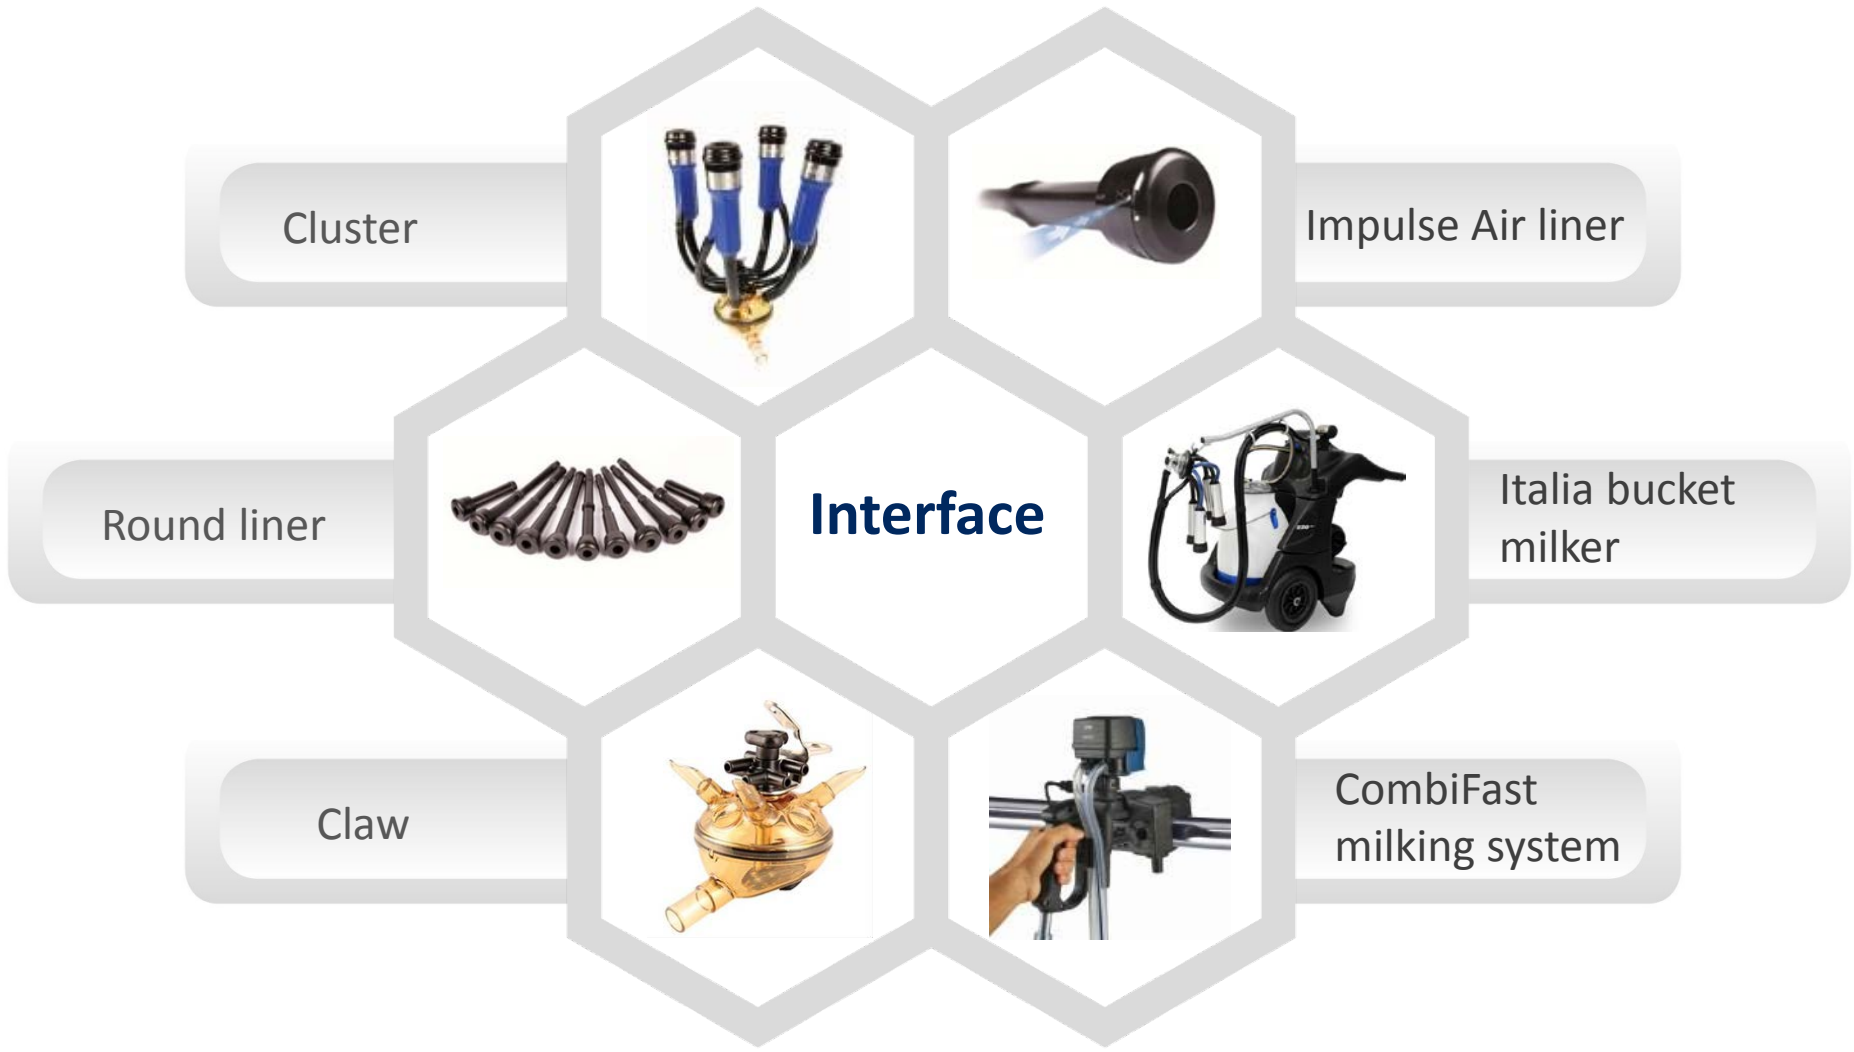 Cluster
Impulse Air liner
Round liner
Interface
Italia bucket
milker
Claw
CombiFast
milking system